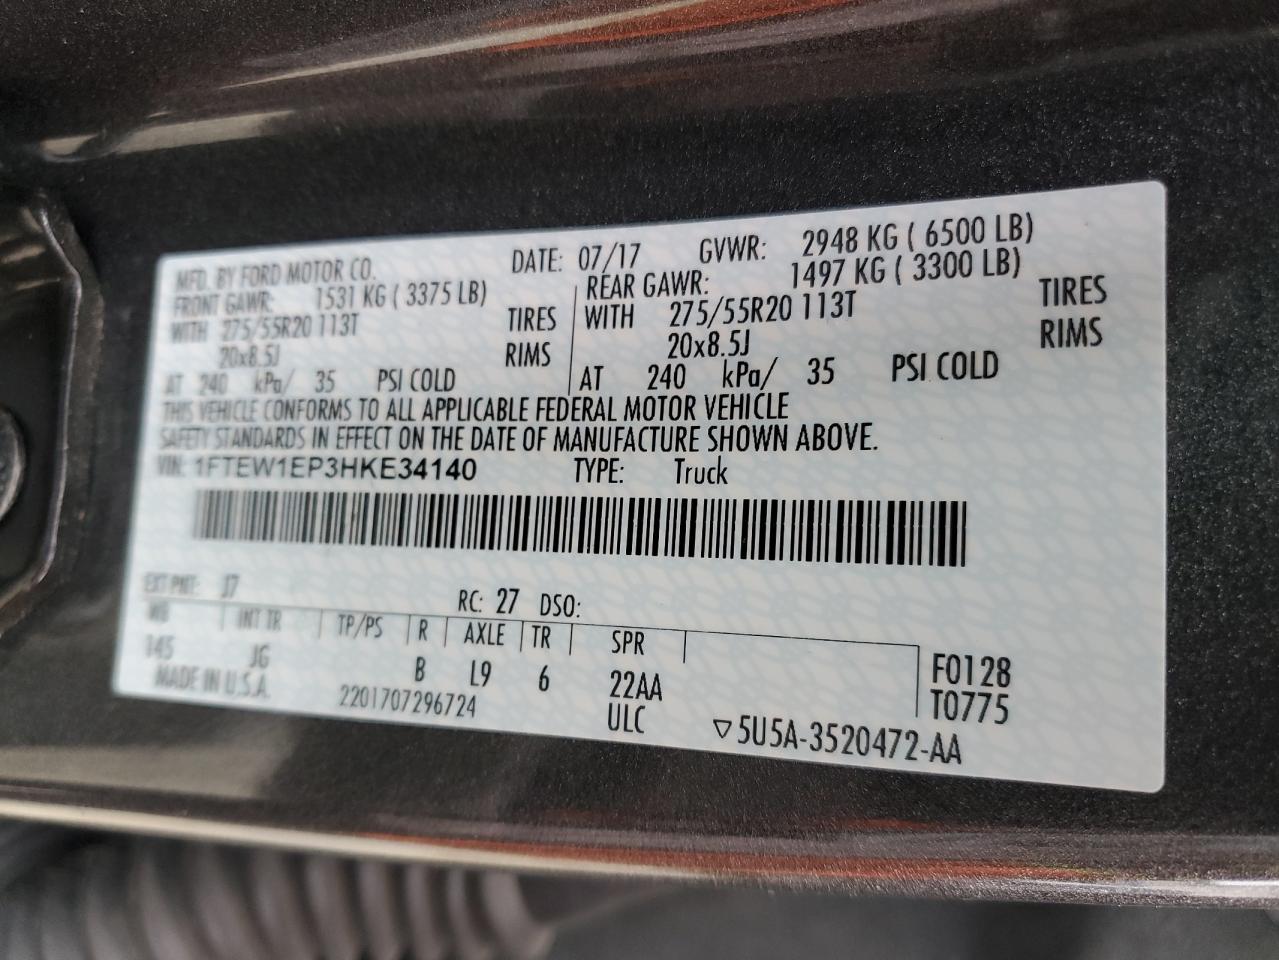 MFD. BY FORD MOTOR CO. DATE: 07/17 GVWR: 2948 KG ( 6500 LB)
FRONT GAWR: 1531 KG ( 3375 LB) REAR GAWR: 1497 KG ( 3300 LB)
WITH 275/55R20 113T TIRES WITH 275/55R20 113T TIRES
20x8.5J RIMS 20x8.5J RIMS
AT 240 kPa/ 35 PSI COLD AT 240 kPa/ 35 PSI COLD
THIS VEHICLE CONFORMS TO ALL APPLICABLE FEDERAL MOTOR VEHICLE
SAFETY STANDARDS IN EFFECT ON THE DATE OF MANUFACTURE SHOWN ABOVE.
VIN: 1FTEW1EP3HKE34140 TYPE: Truck
EXT PNT: J7 RC: 27 DSO:
WB INT TR TP/PS R AXLE TR SPR
145 JG B L9 6 22AA F0128
MADE IN U.S.A. 2201707296724 ULC T0775
▽5U5A-3520472-AA